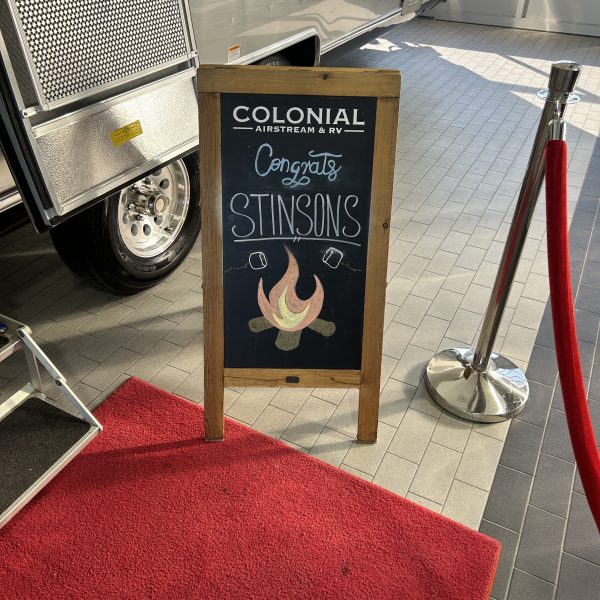 COLONIAL
AIRSTREAM & RV
Congrats
STINSONS